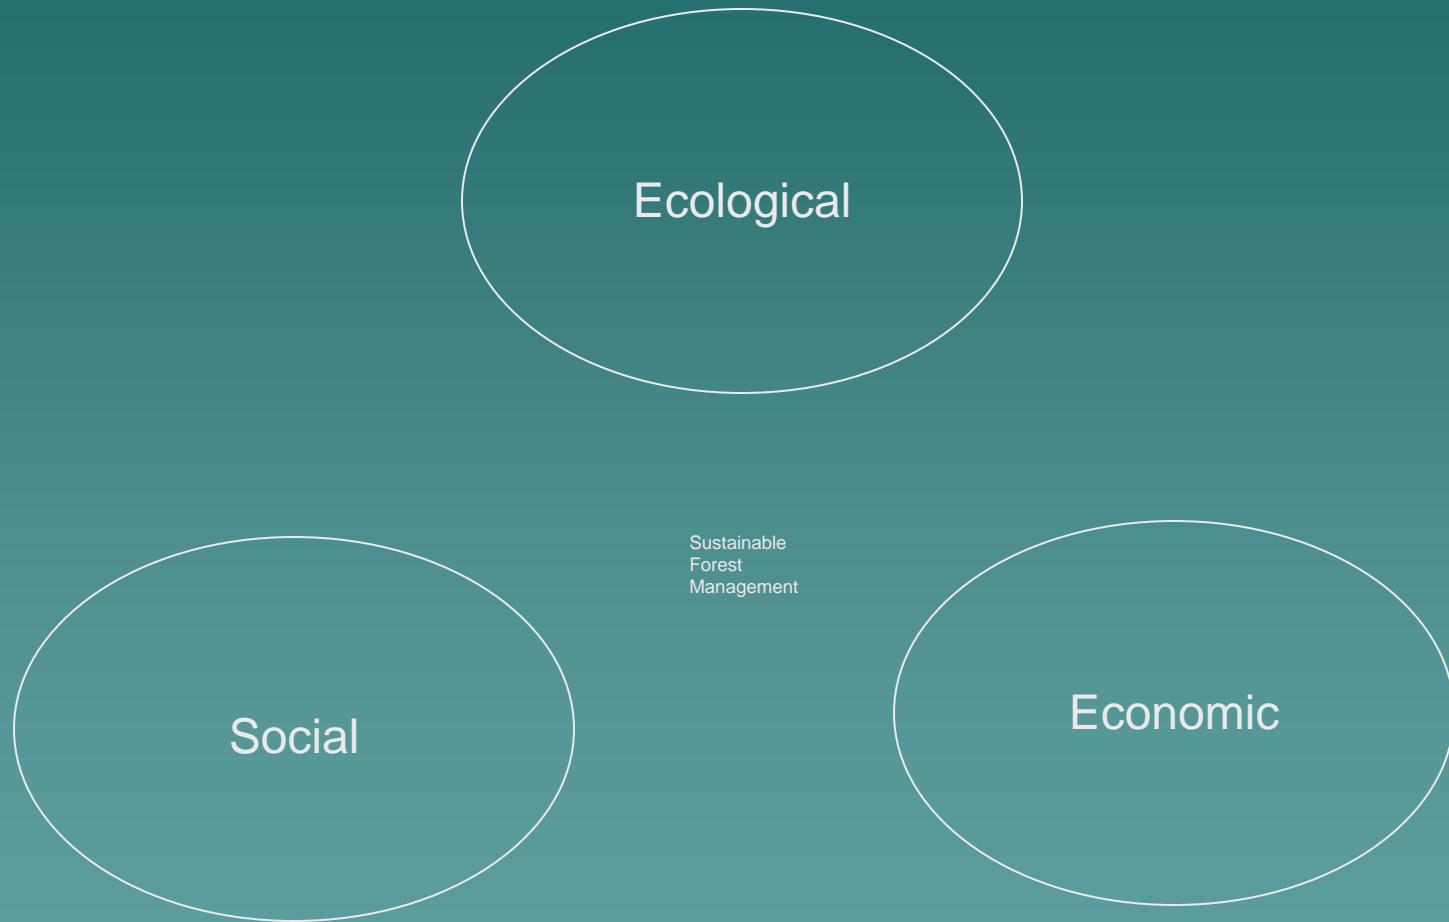 Ecological
Sustainable
Forest
Management
Social
Economic